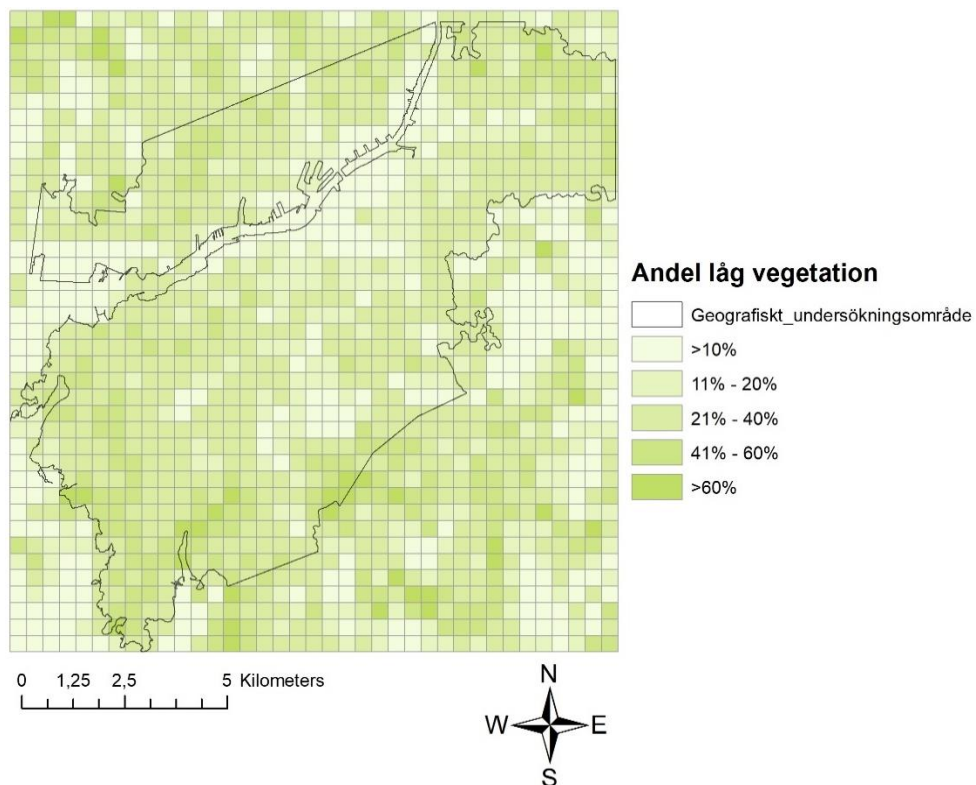 Andel låg vegetation
Geografiskt_undersökningsområde
>10%
11% - 20%
21% - 40%
41% - 60%
>60%
0 1,25 2,5 5 Kilometers
N
W E
S